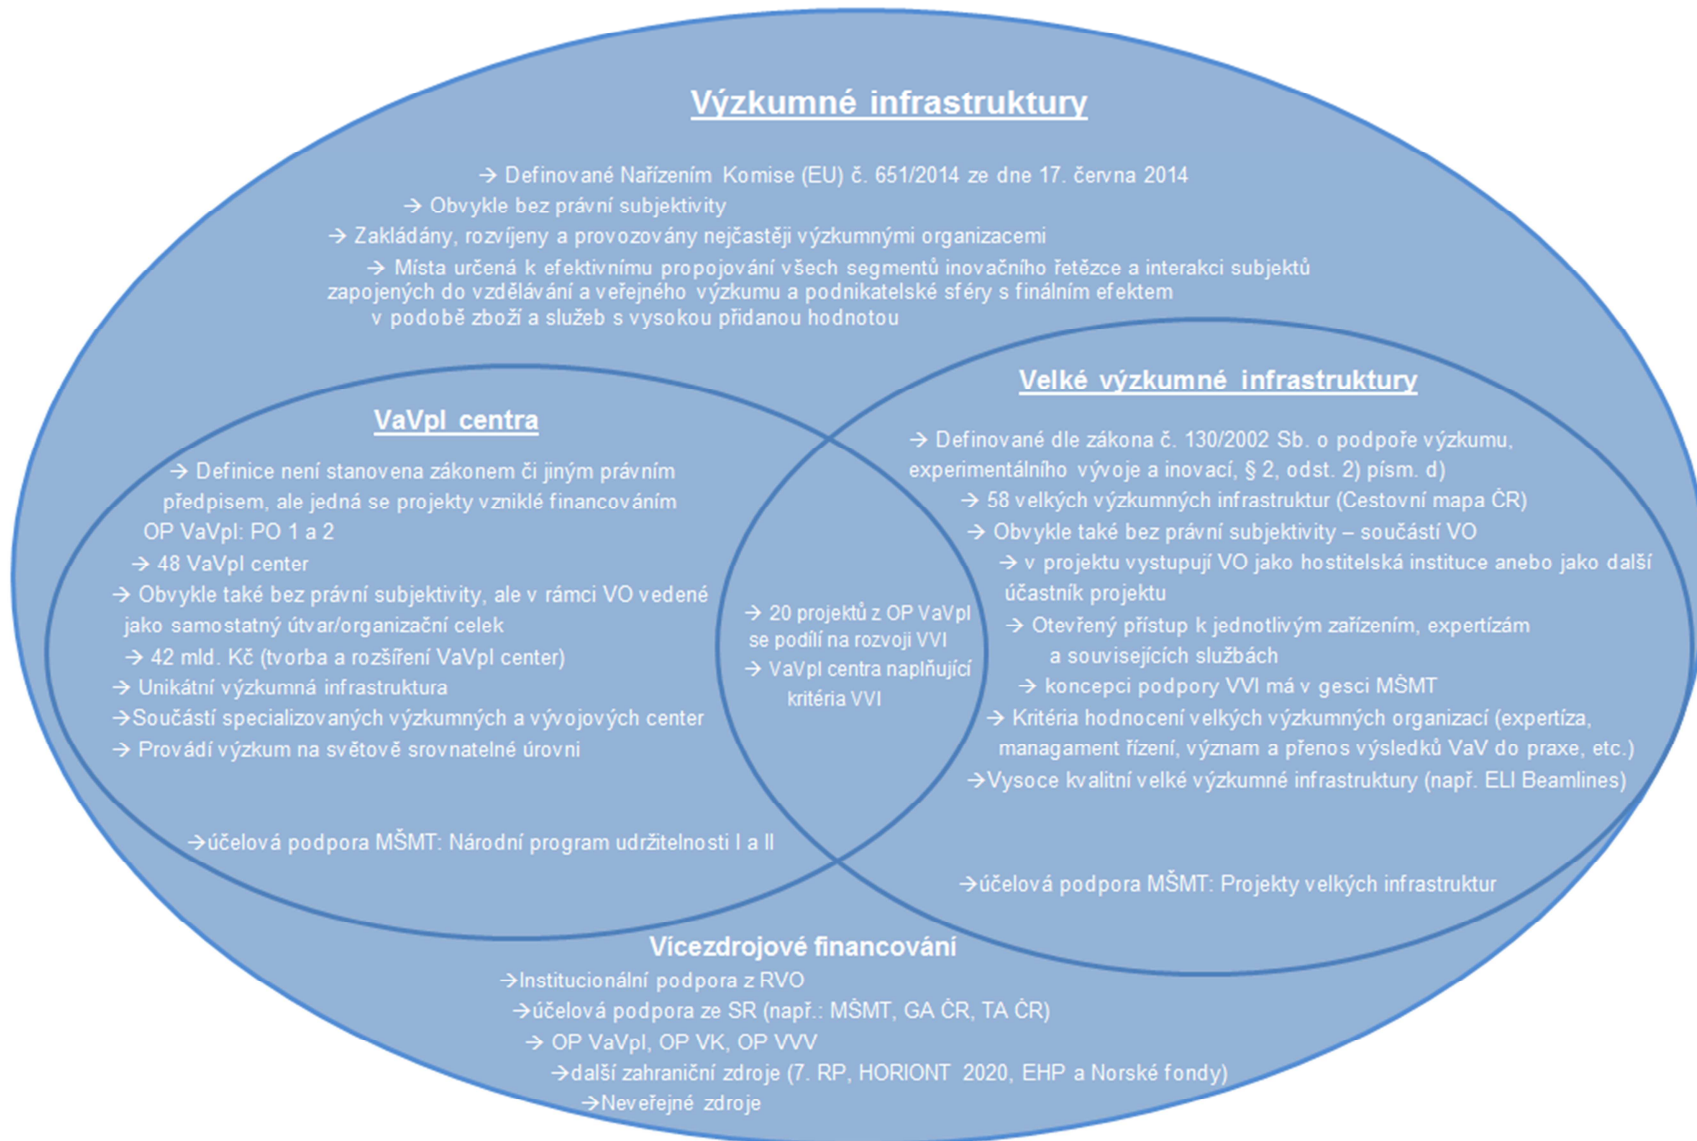 Výzkumné infrastruktury
→ Definované Nařízením Komise (EU) č. 651/2014 ze dne 17. června 2014
→ Obvykle bez právní subjektivity
→ Zakládány, rozvíjeny a provozovány nejčastěji výzkumnými organizacemi
→ Místa určená k efektivnímu propojování všech segmentů inovačního řetězce a interakci subjektů
zapojených do vzdělávání a veřejného výzkumu a podnikatelské sféry s finálním efektem
v podobě zboží a služeb s vysokou přidanou hodnotou
VaVpI centra
→ Definice není stanovena zákonem či jiným právním
předpisem, ale jedná se projekty vzniklé financováním
OP VaVpI: PO 1 a 2
→ 48 VaVpI center
→ Obvykle také bez právní subjektivity, ale v rámci VO vedené
jako samostatný útvar/organizační celek
→ 42 mld. Kč (tvorba a rozšíření VaVpI center)
→ Unikátní výzkumná infrastruktura
→Součástí specializovaných výzkumných a vývojových center
→ Provádí výzkum na světově srovnatelné úrovni
→účelová podpora MŠMT: Národní program udržitelnosti I a II
→ 20 projektů z OP VaVpI
se podílí na rozvoji VVI
→ VaVpI centra naplňující
kritéria VVI
Velké výzkumné infrastruktury
→ Definované dle zákona č. 130/2002 Sb. o podpoře výzkumu,
experimentálního vývoje a inovací, § 2, odst. 2) písm. d)
→ 58 velkých výzkumných infrastruktur (Cestovní mapa ČR)
→ Obvykle také bez právní subjektivity – součástí VO
→ v projektu vystupují VO jako hostitelská instituce anebo jako další
účastník projektu
→ Otevřený přístup k jednotlivým zařízením, expertízám
a souvisejících službách
→ koncepci podpory VVI má v gesci MŠMT
→ Kritéria hodnocení velkých výzkumných organizací (expertíza,
managament řízení, význam a přenos výsledků VaV do praxe, etc.)
→Vysoce kvalitní velké výzkumné infrastruktury (např. ELI Beamlines)
→účelová podpora MŠMT: Projekty velkých infrastruktur
Vícezdrojové financování
→Institucionální podpora z RVO
→účelová podpora ze SR (např.: MŠMT, GA ČR, TA ČR)
→ OP VaVpI, OP VK, OP VVV
→další zahraniční zdroje (7. RP, HORIONT 2020, EHP a Norské fondy)
→Neveřejné zdroje